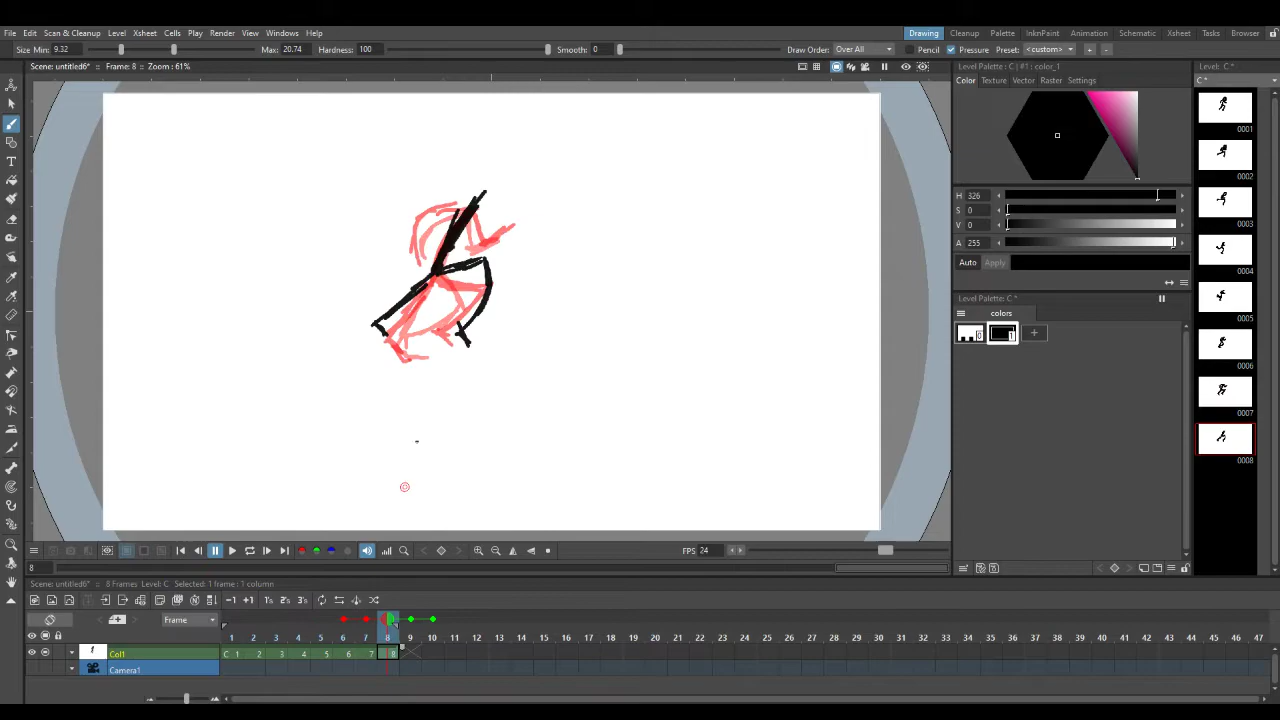 File Edit Scan & Cleanup Level Xsheet Cells Play Render View Windows Help Drawing Cleanup Palette InknPaint Animation Schematic Xsheet Tasks Browser
Size Min: 9.32 Max: 20.74 Hardness: 100 Smooth: 0 Draw Order: Over All Pencil Pressure Preset: <custom> + -
Scene: untitled6* :: Frame: 8 :: Zoom: 61% Level Palette: C | #1: color_1 Level: C *
Color Texture Vector Raster Settings C *
0001
0002
H 326
0003
S 0
V 0
A 255
0004
Auto Apply
0005
Level Palette: C *
colors
0 1 +
0006
0007
0008
FPS 24
8
Scene: untitled6* :: 8 Frames Level: C Selected: 1 frame : 1 column
-1 +1 1's 2's 3's
Frame
1 2 3 4 5 6 7 8 9 10 11 12 13 14 15 16 17 18 19 20 21 22 23 24 25 26 27 28 29 30 31 32 33 34 35 36 37 38 39 40 41 42 43 44 45 46 47
Col1 C 1 2 3 4 5 6 7 8
Camera1